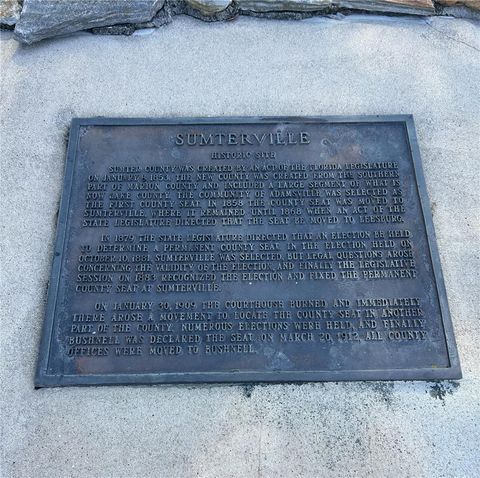 SUMTERVILLE
HISTORIC SITE
SUMTER COUNTY WAS CREATED BY AN ACT OF THE FLORIDA LEGISLATURE
ON JANUARY 8, 1853. THE NEW COUNTY WAS CREATED FROM THE SOUTHERN
PART OF MARION COUNTY AND INCLUDED A LARGE SEGMENT OF WHAT IS
NOW LAKE COUNTY. THE COMMUNITY OF ADAMSVILLE WAS SELECTED AS
THE FIRST COUNTY SEAT. IN 1858 THE COUNTY SEAT WAS MOVED TO
SUMTERVILLE, WHERE IT REMAINED UNTIL 1868 WHEN AN ACT OF THE
STATE LEGISLATURE DIRECTED THAT THE SEAT BE MOVED TO LEESBURG.
IN 1879 THE STATE LEGISLATURE DIRECTED THAT AN ELECTION BE HELD
TO DETERMINE A PERMANENT COUNTY SEAT. IN THE ELECTION HELD ON
OCTOBER 10, 1881, SUMTERVILLE WAS SELECTED, BUT LEGAL QUESTIONS AROSE
CONCERNING THE VALIDITY OF THE ELECTION, AND FINALLY THE LEGISLATIVE
SESSION ON 1883 RECOGNIZED THE ELECTION AND FIXED THE PERMANENT
COUNTY SEAT AT SUMTERVILLE.
ON JANUARY 30, 1909 THE COURTHOUSE BURNED AND IMMEDIATELY
THERE AROSE A MOVEMENT TO LOCATE THE COUNTY SEAT IN ANOTHER
PART OF THE COUNTY. NUMEROUS ELECTIONS WERE HELD, AND FINALLY
BUSHNELL WAS DECLARED THE SEAT. ON MARCH 20, 1912, ALL COUNTY
OFFICES WERE MOVED TO BUSHNELL.